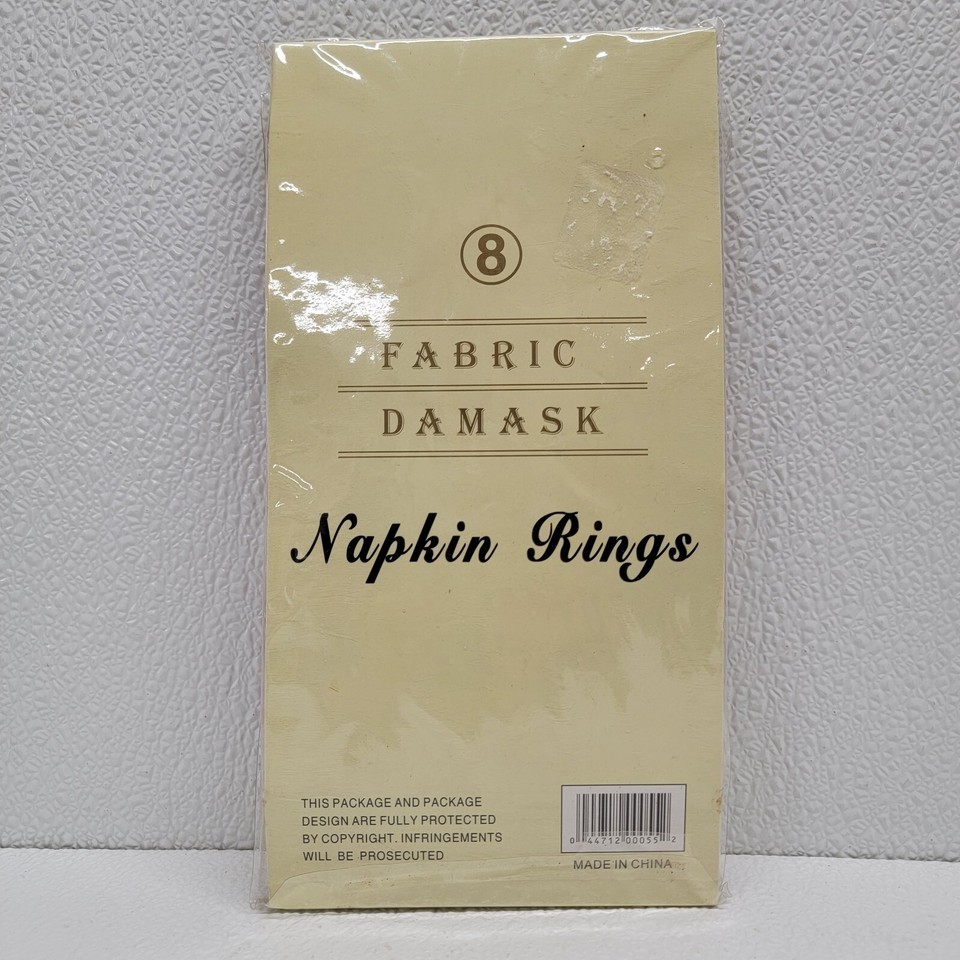 8
FABRIC
DAMASK
Napkin Rings
THIS PACKAGE AND PACKAGE
DESIGN ARE FULLY PROTECTED
BY COPYRIGHT. INFRINGEMENTS
WILL BE PROSECUTED
0 44712 00055 2
MADE IN CHINA